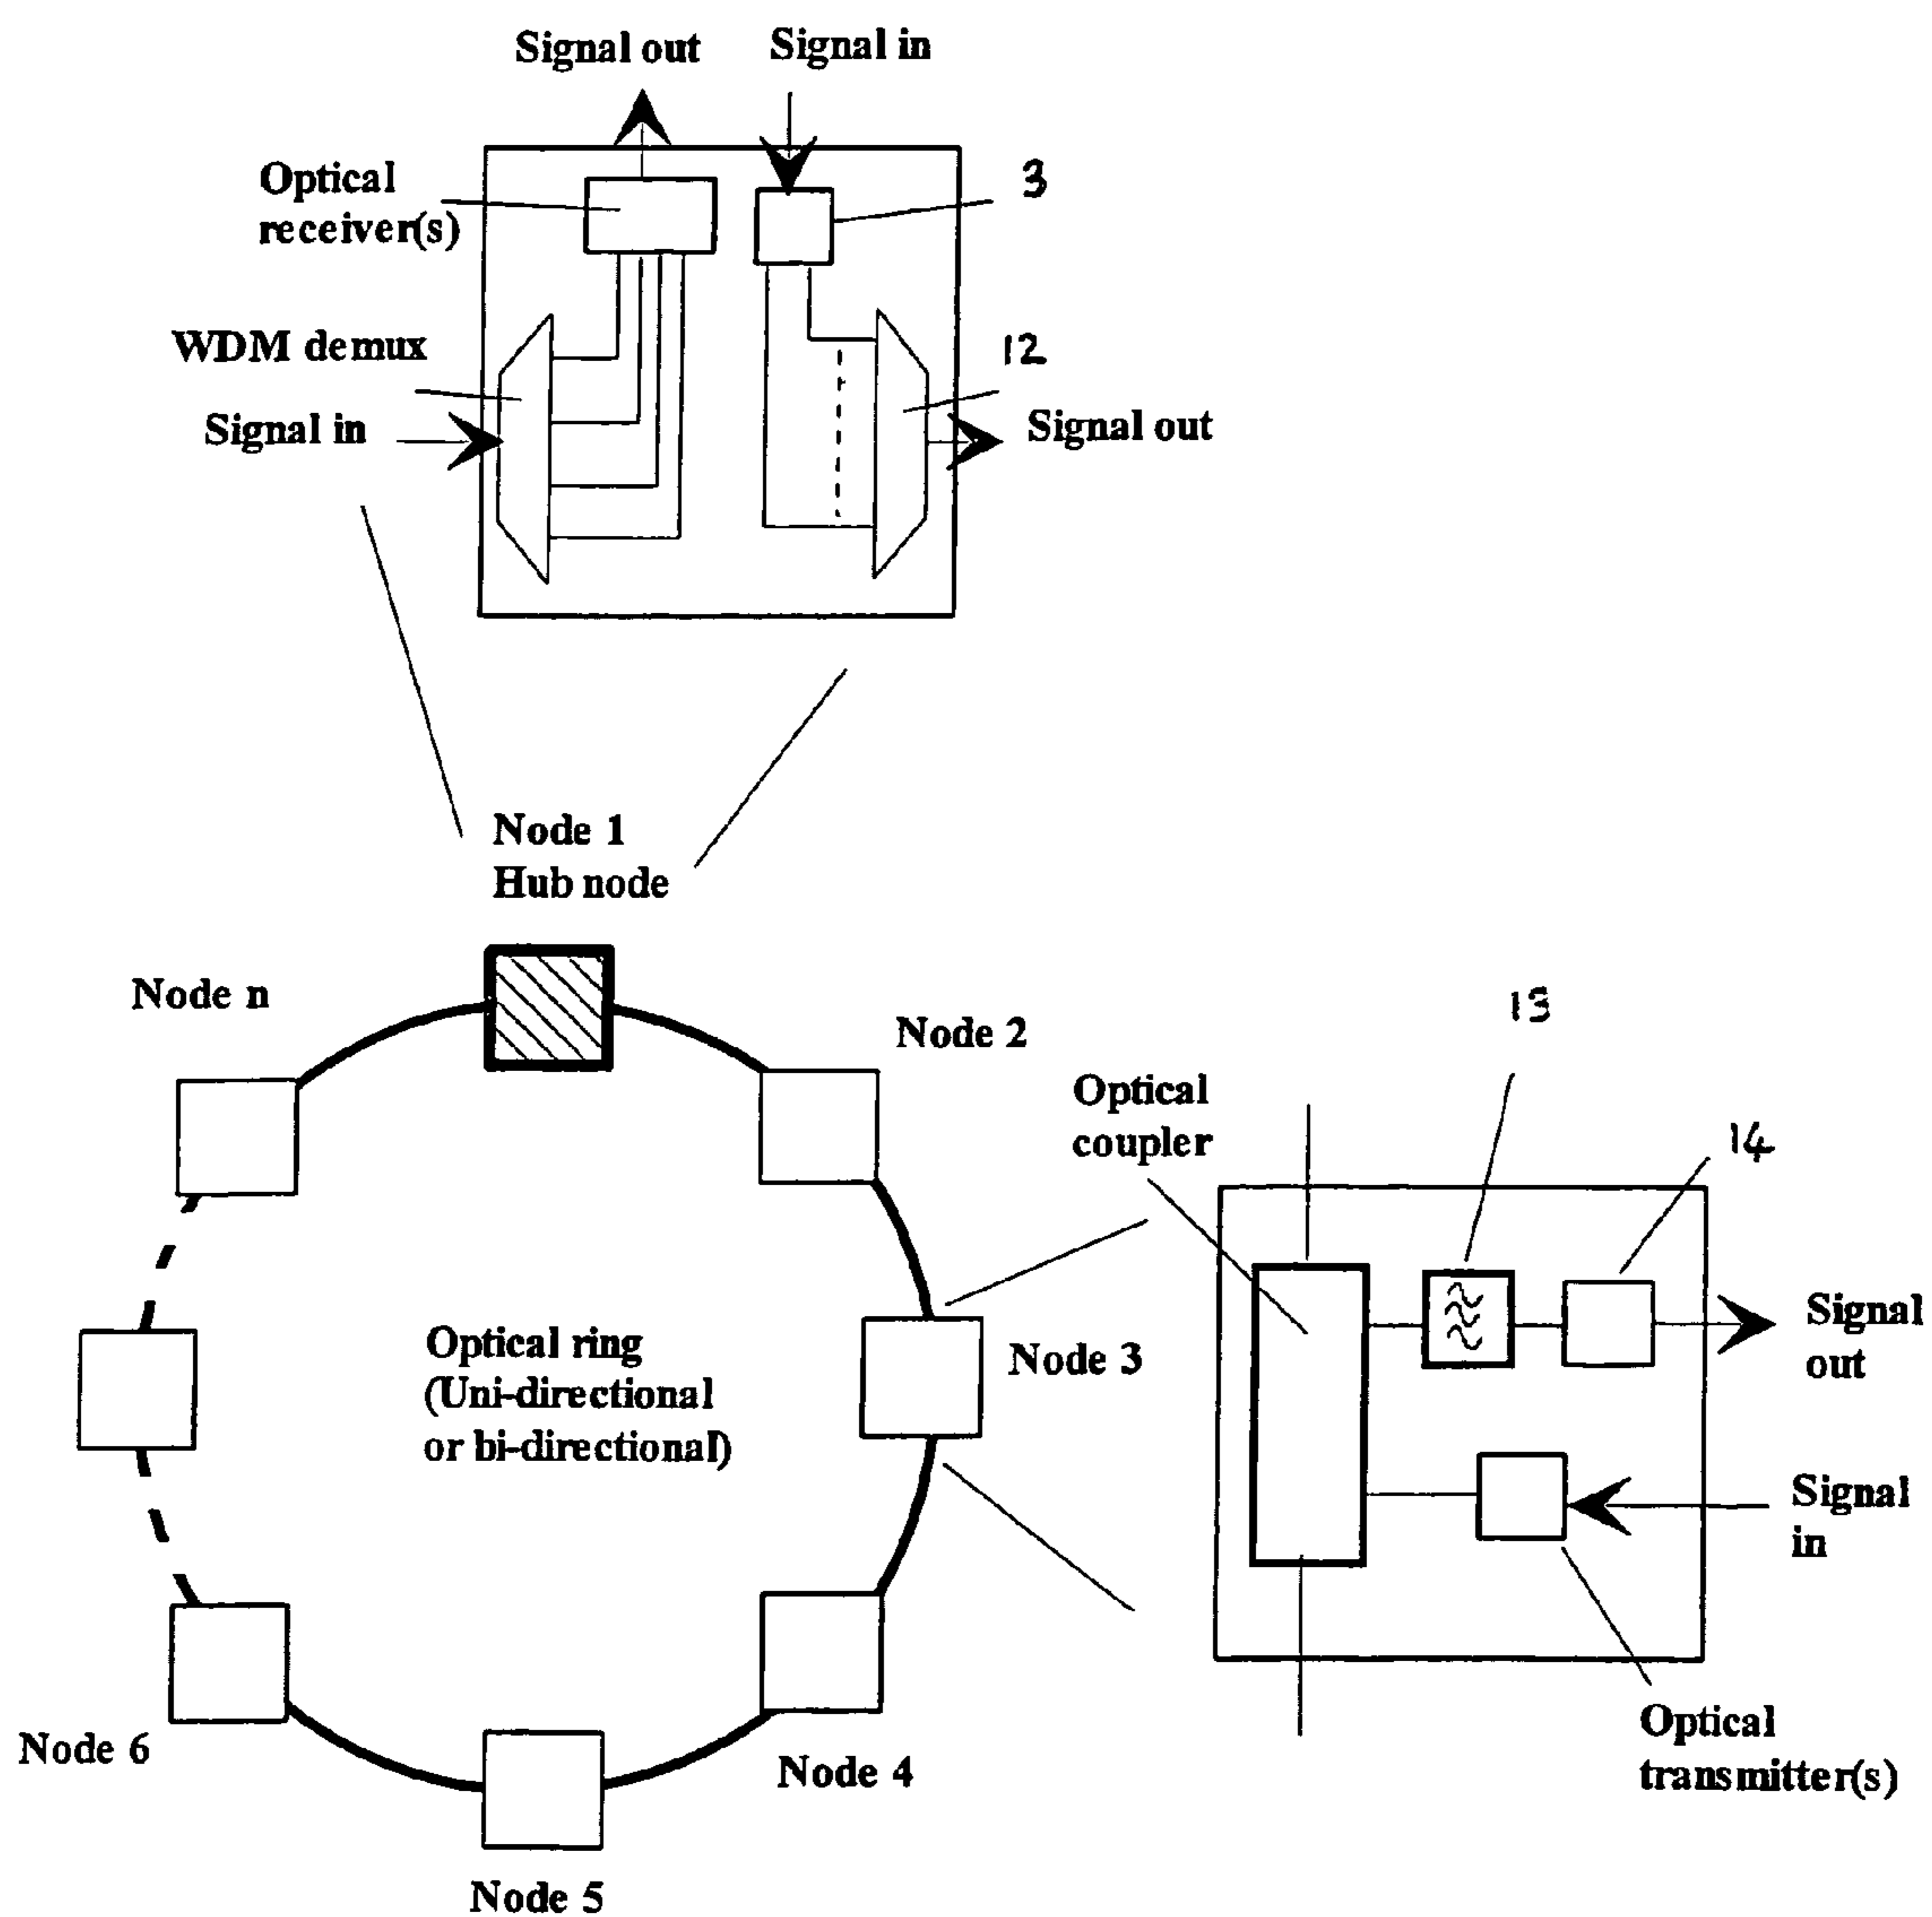 Signal out
Signal in
Optical
receiver(s)
3
WDM demux
12
Signal in
Signal out
Node 1
Hub node
Node n
Node 2
13
Optical
coupler
14
Signal
out
Optical ring
(Uni-directional
or bi-directional)
Node 3
Signal
in
Optical
transmitter(s)
Node 6
Node 4
Node 5